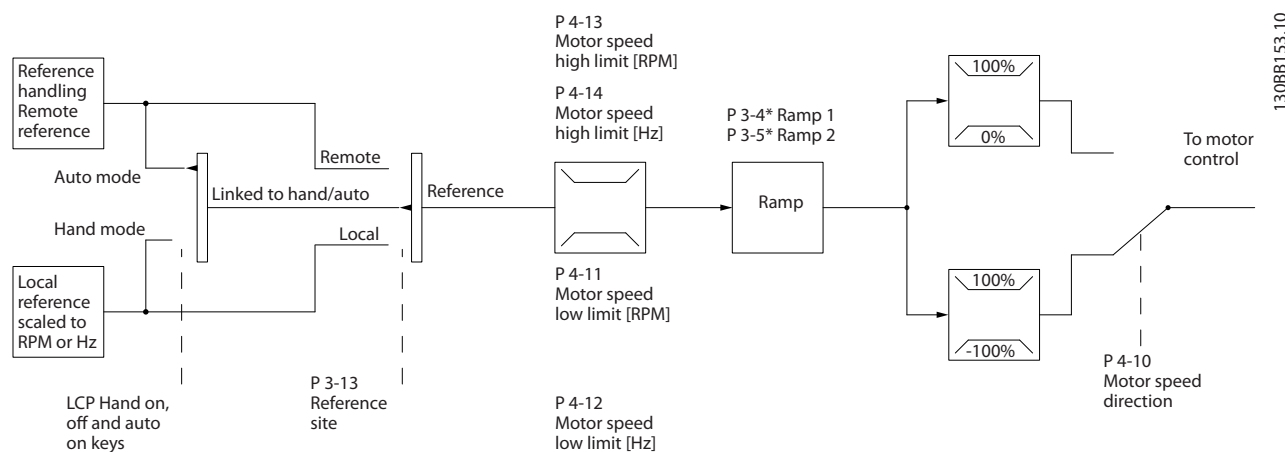 P 4-13
Motor speed
high limit [RPM]
P 4-14
Motor speed
high limit [Hz]
130BB153.10
Reference
handling
Remote
reference
Auto mode
Hand mode
Local
reference
scaled to
RPM or Hz
LCP Hand on,
off and auto
on keys
Linked to hand/auto
Remote
Local
P 3-13
Reference
site
Reference
P 4-11
Motor speed
low limit [RPM]
P 4-12
Motor speed
low limit [Hz]
P 3-4* Ramp 1
P 3-5* Ramp 2
Ramp
100%
0%
100%
-100%
To motor
control
P 4-10
Motor speed
direction